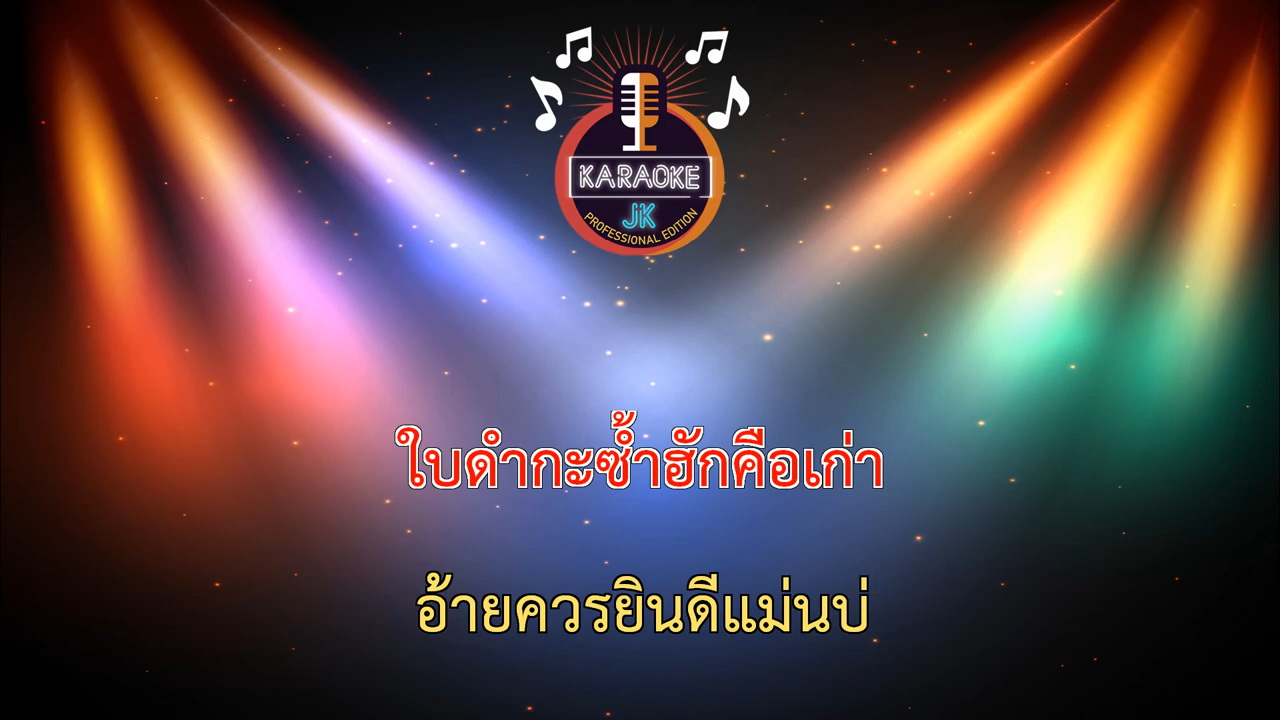 KARAOKE
JK
PROFESSIONAL EDITION
ใบดำกะซ้ำฮักคือเก่า
อ้ายควรยินดีแม่นบ่